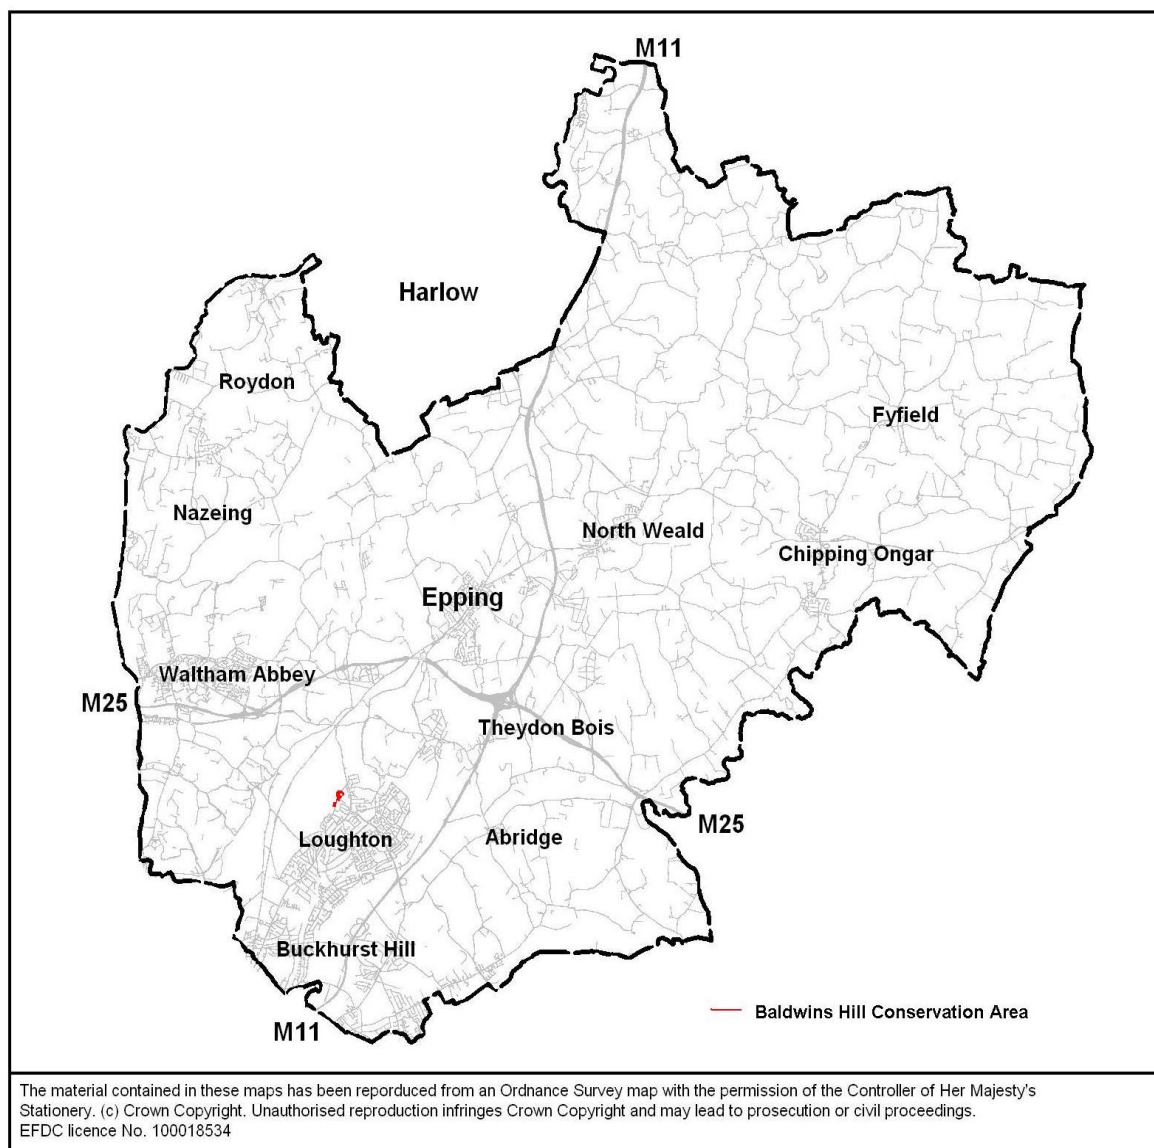 M11
Harlow
Roydon
Fyfield
Nazeing
North Weald
Chipping Ongar
Epping
Waltham Abbey
M25
Theydon Bois
M25
Loughton
Abridge
Buckhurst Hill
M11
Baldwins Hill Conservation Area
The material contained in these maps has been reporduced from an Ordnance Survey map with the permission of the Controller of Her Majesty's
Stationery. (c) Crown Copyright. Unauthorised reproduction infringes Crown Copyright and may lead to prosecution or civil proceedings.
EFDC licence No. 100018534